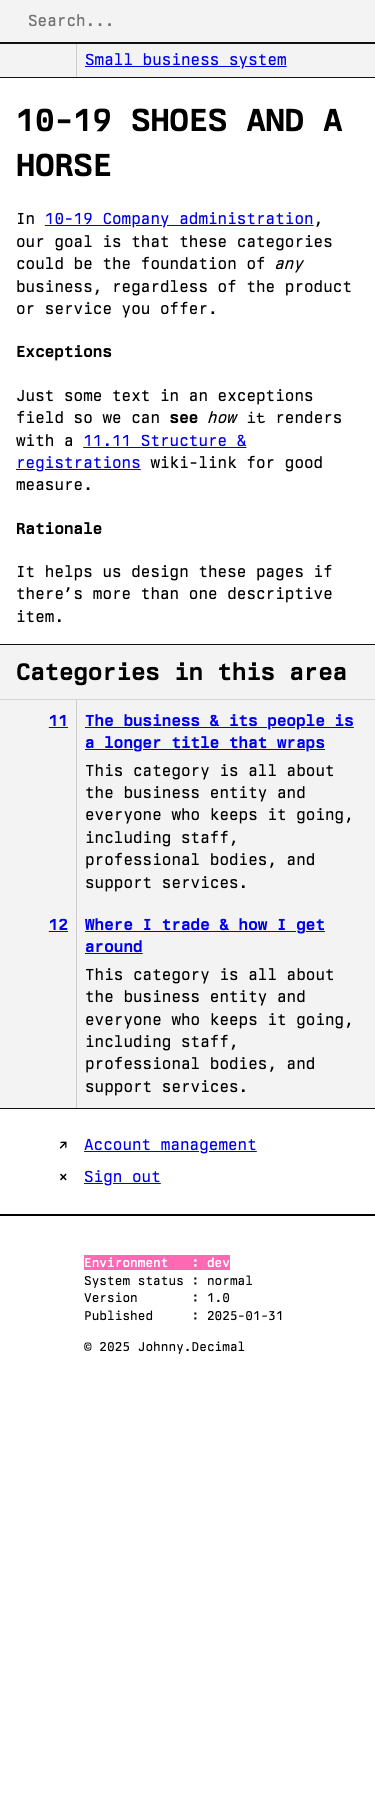 Search...
Small business system
10-19 SHOES AND A
HORSE
In 10-19 Company administration,
our goal is that these categories
could be the foundation of any
business, regardless of the product
or service you offer.
Exceptions
Just some text in an exceptions
field so we can see how it renders
with a 11.11 Structure &
registrations wiki-link for good
measure.
Rationale
It helps us design these pages if
there’s more than one descriptive
item.
Categories in this area
11 The business & its people is
a longer title that wraps
This category is all about
the business entity and
everyone who keeps it going,
including staff,
professional bodies, and
support services.
12 Where I trade & how I get
around
This category is all about
the business entity and
everyone who keeps it going,
including staff,
professional bodies, and
support services.
↗ Account management
× Sign out
Environment : dev
System status : normal
Version : 1.0
Published : 2025-01-31
© 2025 Johnny.Decimal